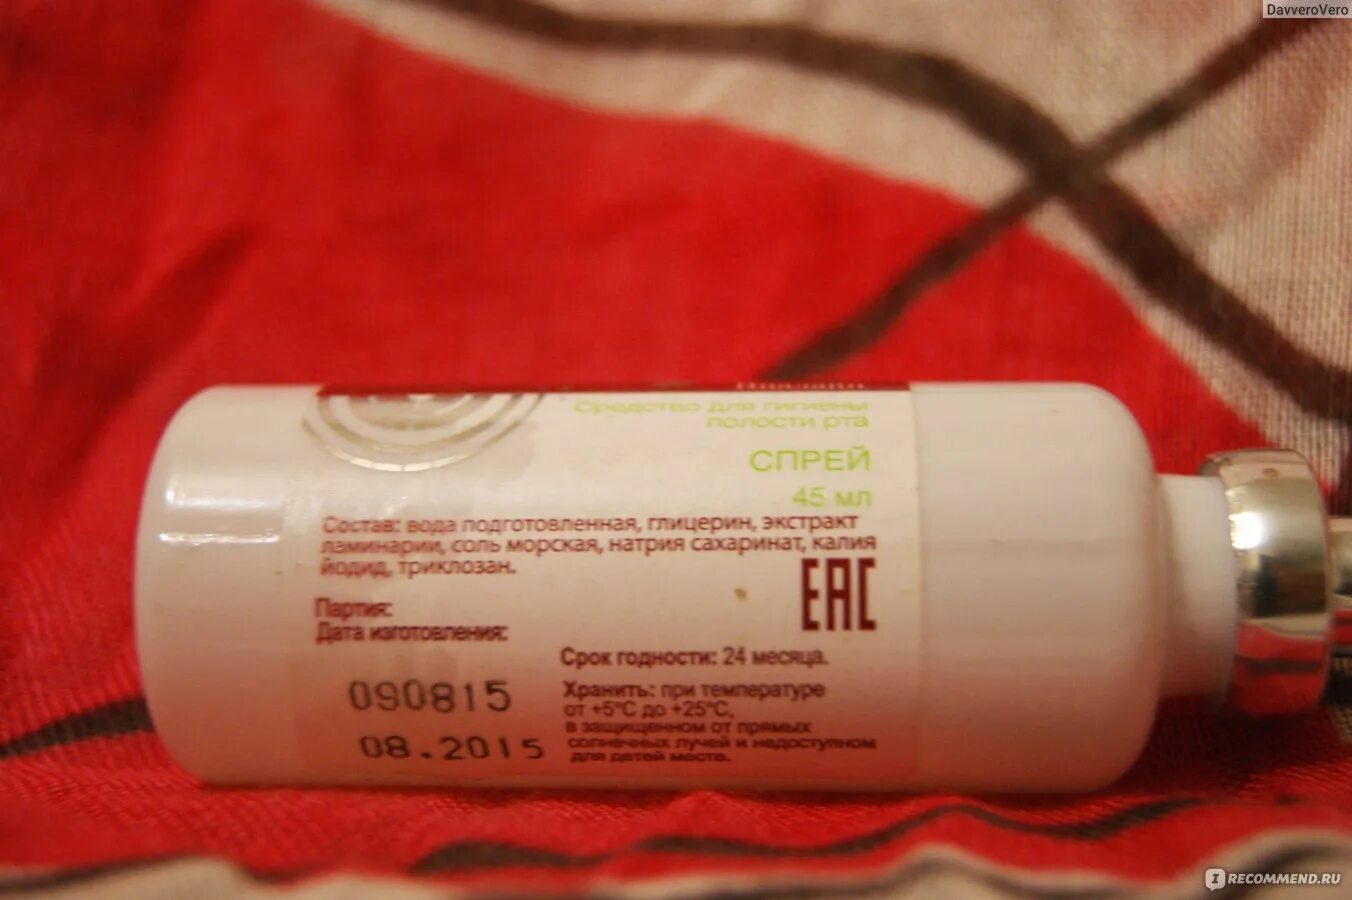 DavveroVero
Средство для гигиены
полости рта
СПРЕЙ
45 мл
Состав: вода подготовленная, глицерин, экстракт
ламинарии, соль морская, натрия сахаринат, калия
йодид, триклозан.
EAC
Партия:
Дата изготовления:
090815
08.2015
Срок годности: 24 месяца.
Хранить: при температуре
от +5°С до +25°С,
в защищенном от прямых
солнечных лучей и недоступном
для детей месте.
IRECOMMEND.RU